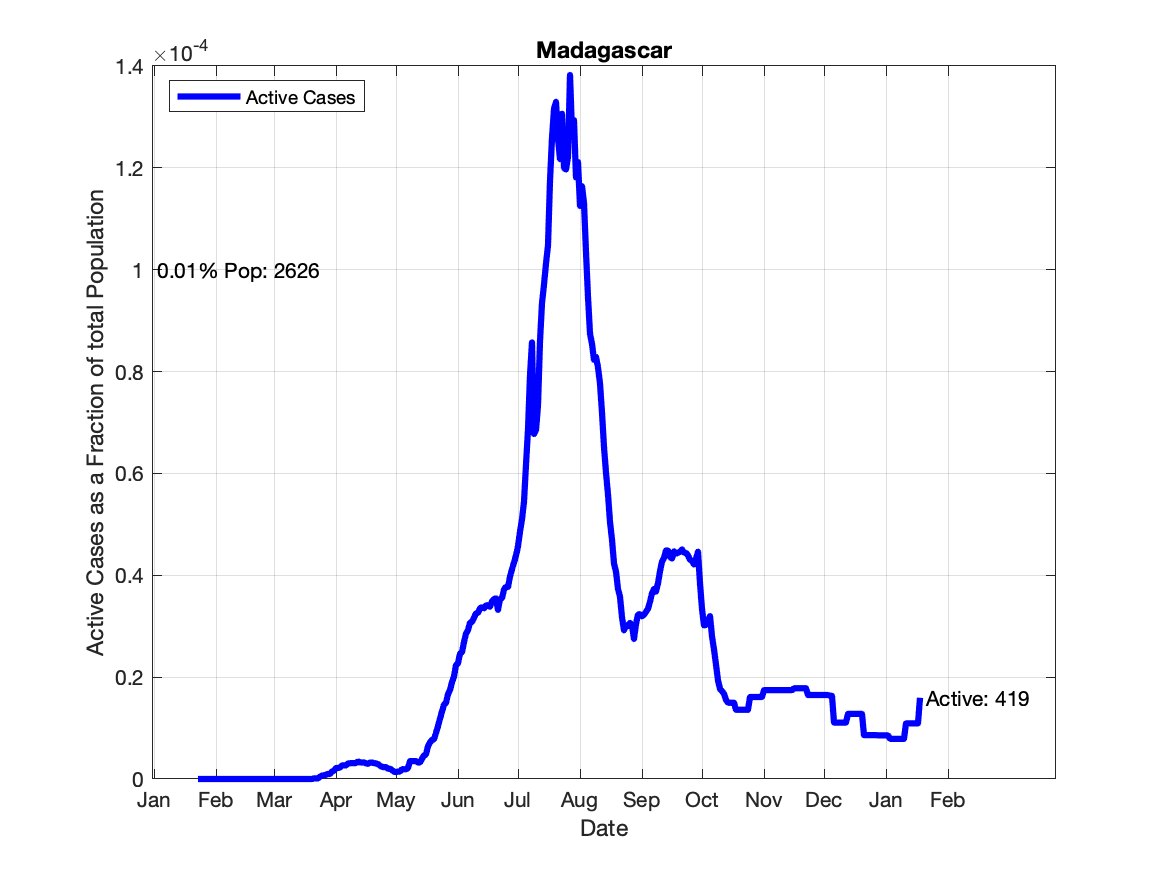 Madagascar
×10-4
1.4
Active Cases
1.2
1
0.01% Pop: 2626
0.8
0.6
0.4
0.2
Active: 419
0
Jan Feb Mar Apr May Jun Jul Aug Sep Oct Nov Dec Jan Feb
Date
Active Cases as a Fraction of total Population